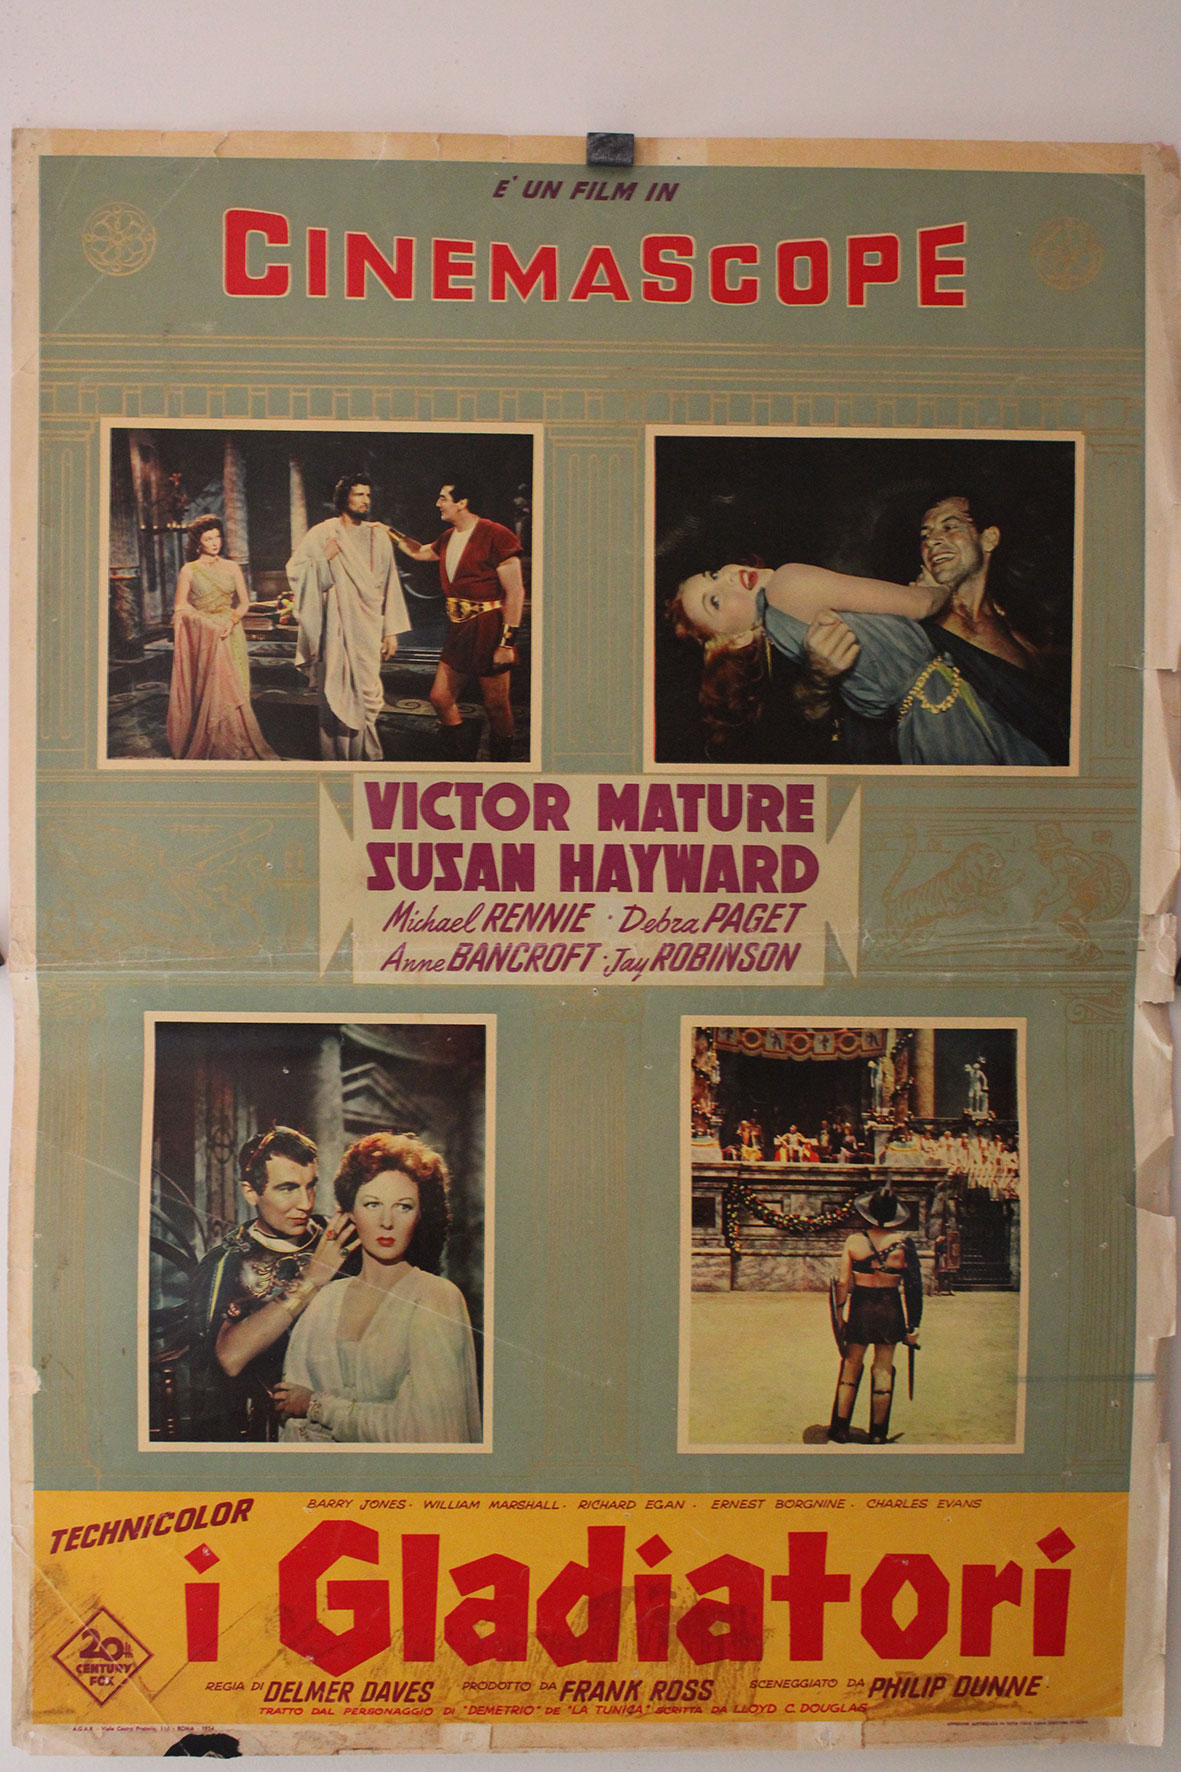 E' UN FILM IN
CINEMASCOPE
VICTOR MATURE
SUSAN HAYWARD
Michael RENNIE · Debra PAGET
Anne BANCROFT · Jay ROBINSON
TECHNICOLOR
BARRY JONES · WILLIAM MARSHALL · RICHARD EGAN · ERNEST BORGNINE · CHARLES EVANS
i Gladiatori
20th
CENTURY
FOX
REGIA DI DELMER DAVES PRODOTTO DA FRANK ROSS SCENEGGIATO DA PHILIP DUNNE.
TRATTO DAL PERSONAGGIO DI "DEMETRIO" DE "LA TUNICA" SCRITTA DA LLOYD C. DOUGLAS
ROMA 1954